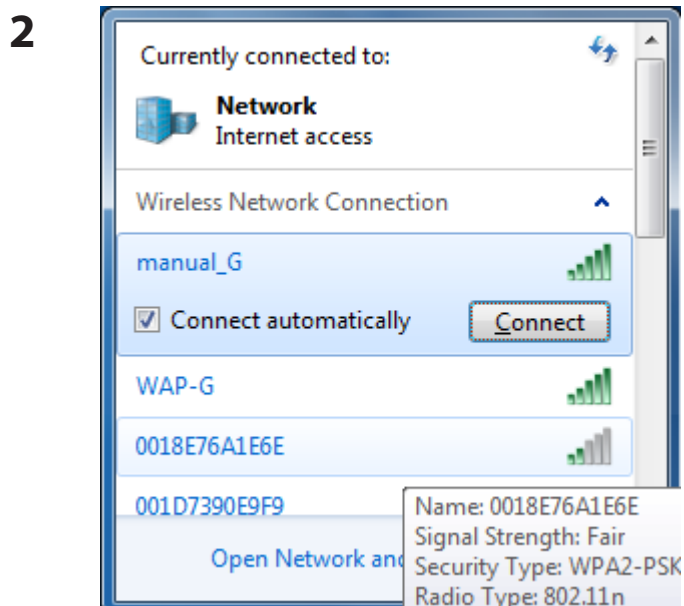 2
Currently connected to:
Network
Internet access
Wireless Network Connection
manual_G
Connect automatically
Connect
WAP-G
0018E76A1E6E
001D7390E9F9
Open Network and
Name: 0018E76A1E6E
Signal Strength: Fair
Security Type: WPA2-PSK
Radio Type: 802.11n